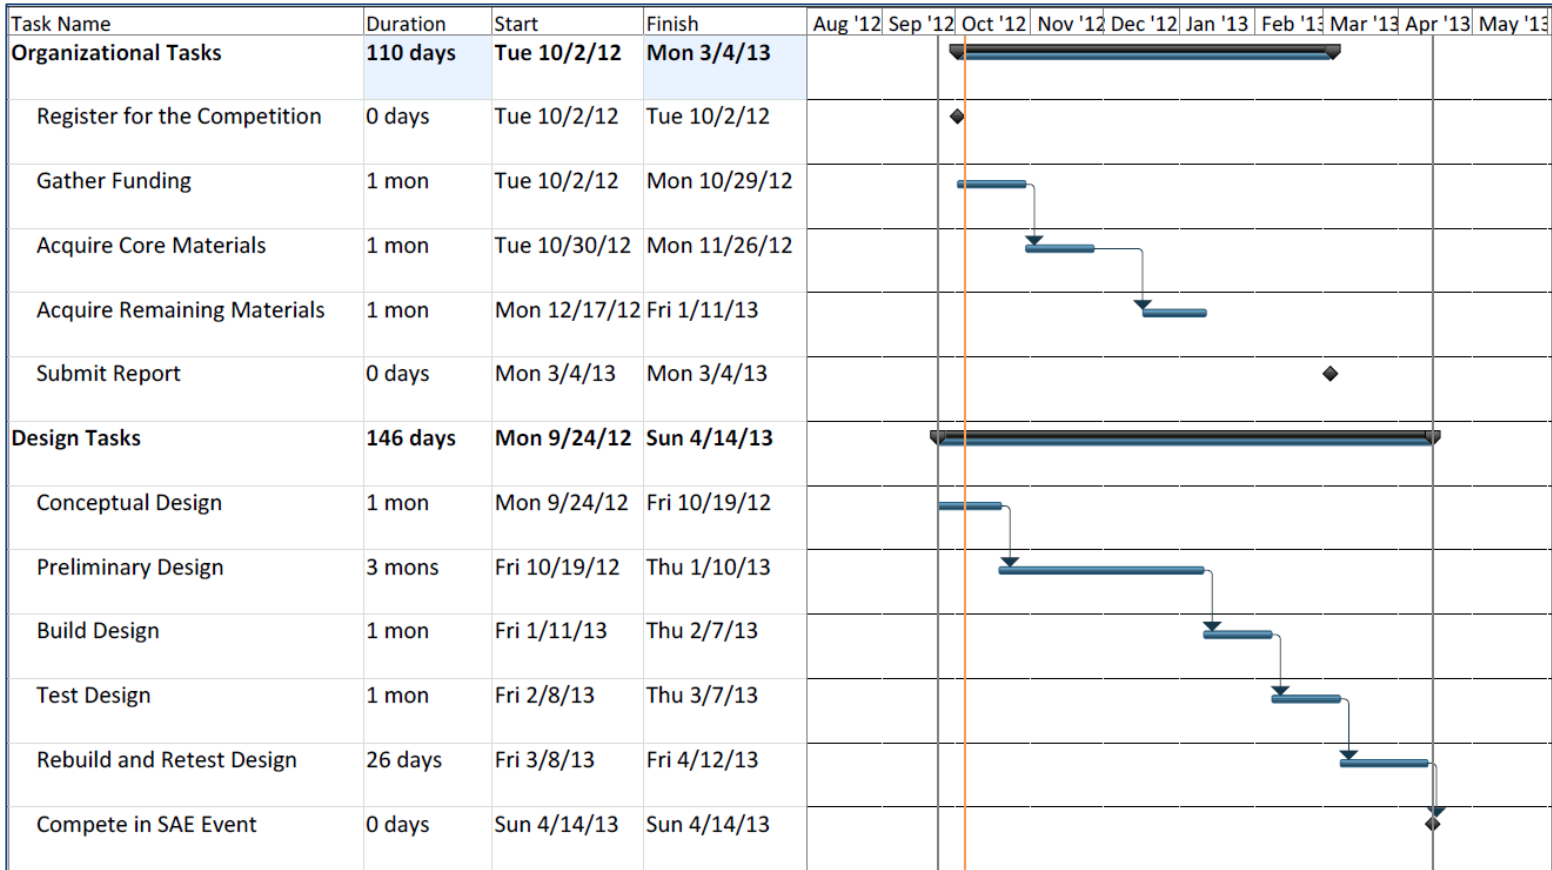 Task Name Duration Start Finish Aug '12 Sep '12 Oct '12 Nov '12 Dec '12 Jan '13 Feb '13 Mar '13 Apr '13 May '13
Organizational Tasks 110 days Tue 10/2/12 Mon 3/4/13
Register for the Competition 0 days Tue 10/2/12 Tue 10/2/12
Gather Funding 1 mon Tue 10/2/12 Mon 10/29/12
Acquire Core Materials 1 mon Tue 10/30/12 Mon 11/26/12
Acquire Remaining Materials 1 mon Mon 12/17/12 Fri 1/11/13
Submit Report 0 days Mon 3/4/13 Mon 3/4/13
Design Tasks 146 days Mon 9/24/12 Sun 4/14/13
Conceptual Design 1 mon Mon 9/24/12 Fri 10/19/12
Preliminary Design 3 mons Fri 10/19/12 Thu 1/10/13
Build Design 1 mon Fri 1/11/13 Thu 2/7/13
Test Design 1 mon Fri 2/8/13 Thu 3/7/13
Rebuild and Retest Design 26 days Fri 3/8/13 Fri 4/12/13
Compete in SAE Event 0 days Sun 4/14/13 Sun 4/14/13